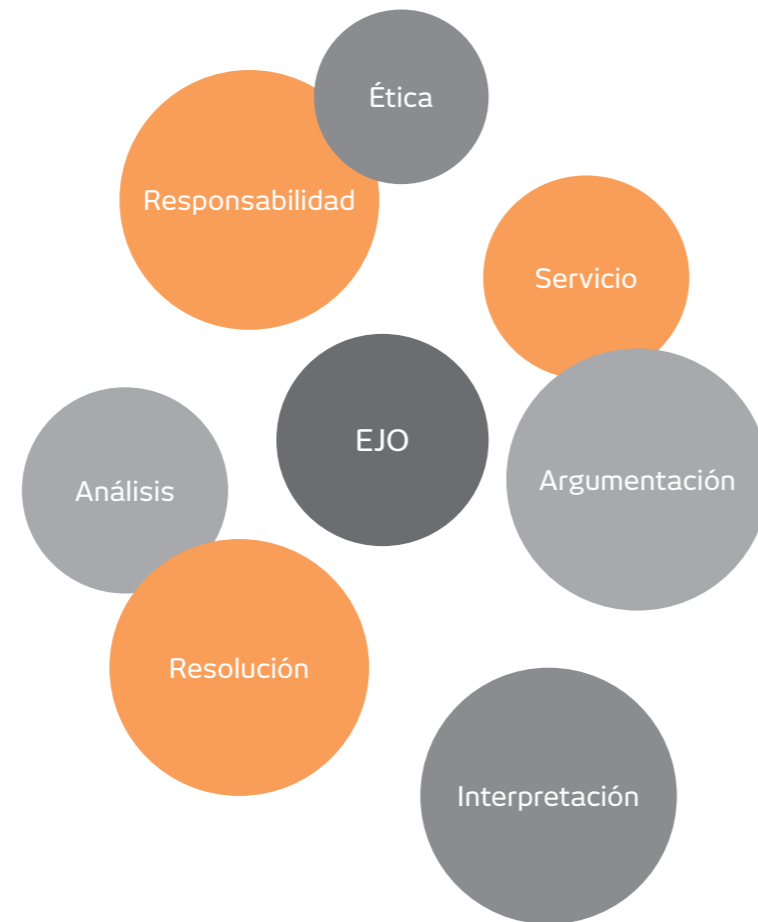 Ética
Responsabilidad
Servicio
EJO
Argumentación
Análisis
Resolución
Interpretación